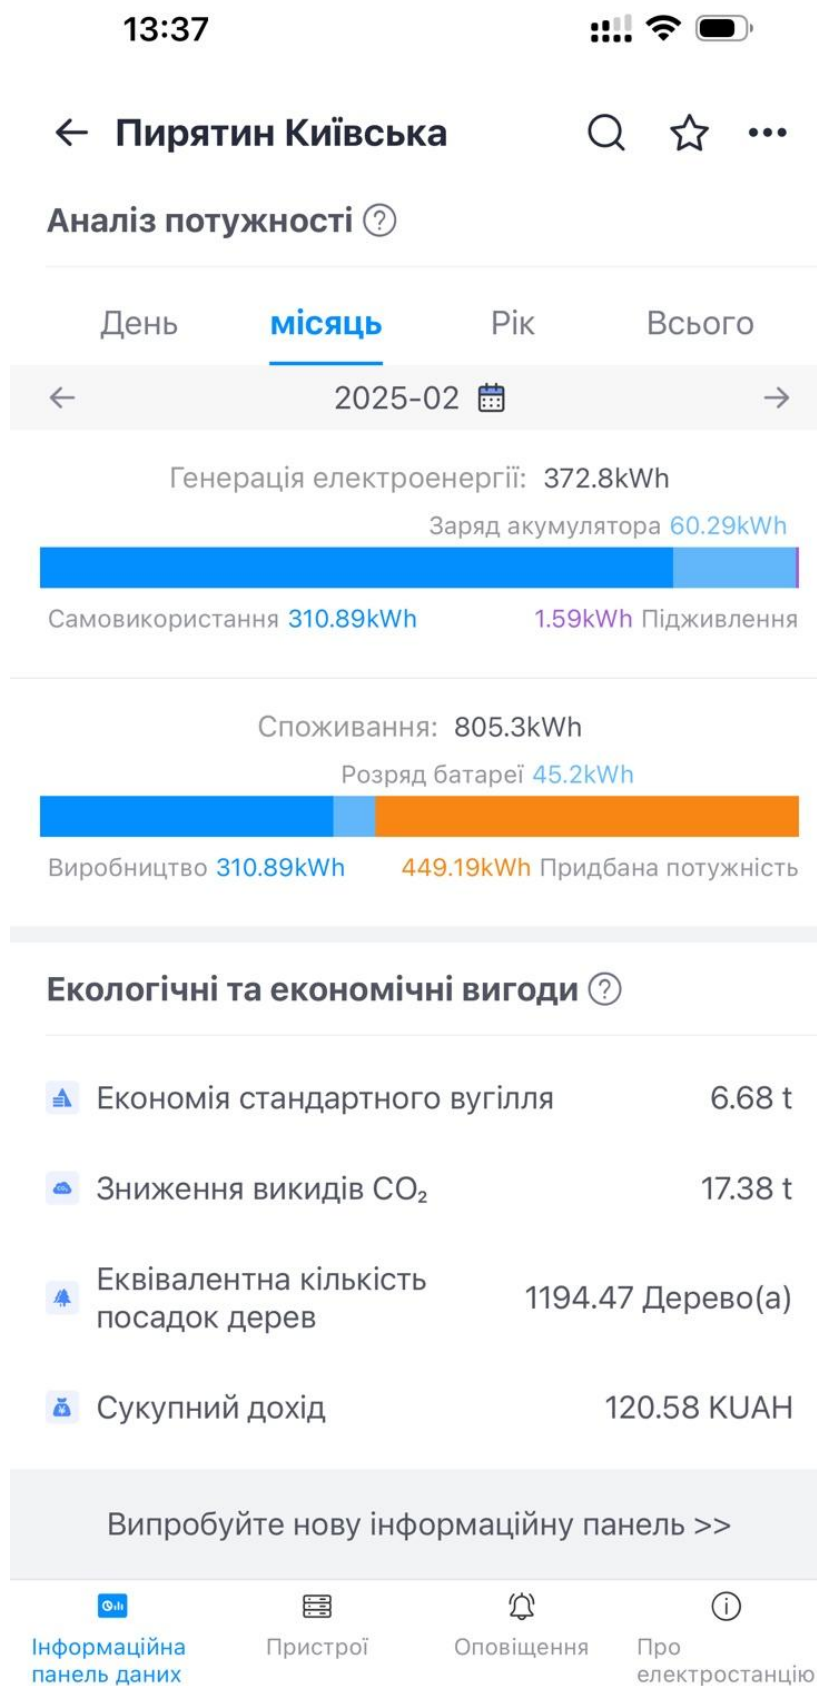 13:37
Пирятин Київська
Аналіз потужності
День місяць Рік Всього
2025-02
Генерація електроенергії: 372.8kWh
Заряд акумулятора 60.29kWh
Самовикористання 310.89kWh 1.59kWh Підживлення
Споживання: 805.3kWh
Розряд батареї 45.2kWh
Виробництво 310.89kWh 449.19kWh Придбана потужність
Екологічні та економічні вигоди
Економія стандартного вугілля 6.68 t
Зниження викидів CO₂ 17.38 t
Еквівалентна кількість
посадок дерев 1194.47 Дерево(а)
Сукупний дохід 120.58 KUAH
Випробуйте нову інформаційну панель >>
Інформаційна
панель даних
Пристрої
Оповіщення
Про
електростанцію